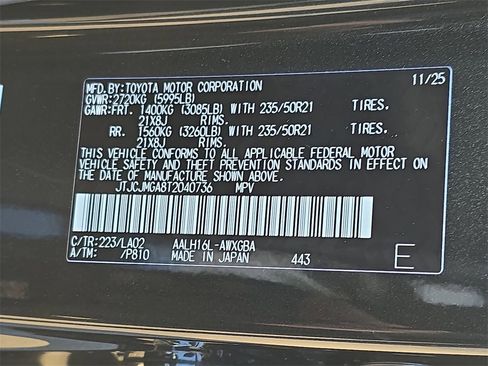 MFD. BY: TOYOTA MOTOR CORPORATION 11/25
GVWR: 2720KG (5995LB)
GAWR: FRT. 1400KG (3085LB) WITH 235/50R21 TIRES,
21X8J RIMS,
RR. 1560KG (3260LB) WITH 235/50R21 TIRES,
21X8J RIMS,
THIS VEHICLE CONFORMS TO ALL APPLICABLE FEDERAL MOTOR
VEHICLE SAFETY AND THEFT PREVENTION STANDARDS IN EFFECT ON
THE DATE OF MANUFACTURE SHOWN ABOVE.
JTJCJMGA8T2040736 MPV
C/TR: 223/LA02 AALH16L-AWXGBA
A/TM: /P810 MADE IN JAPAN 443 E